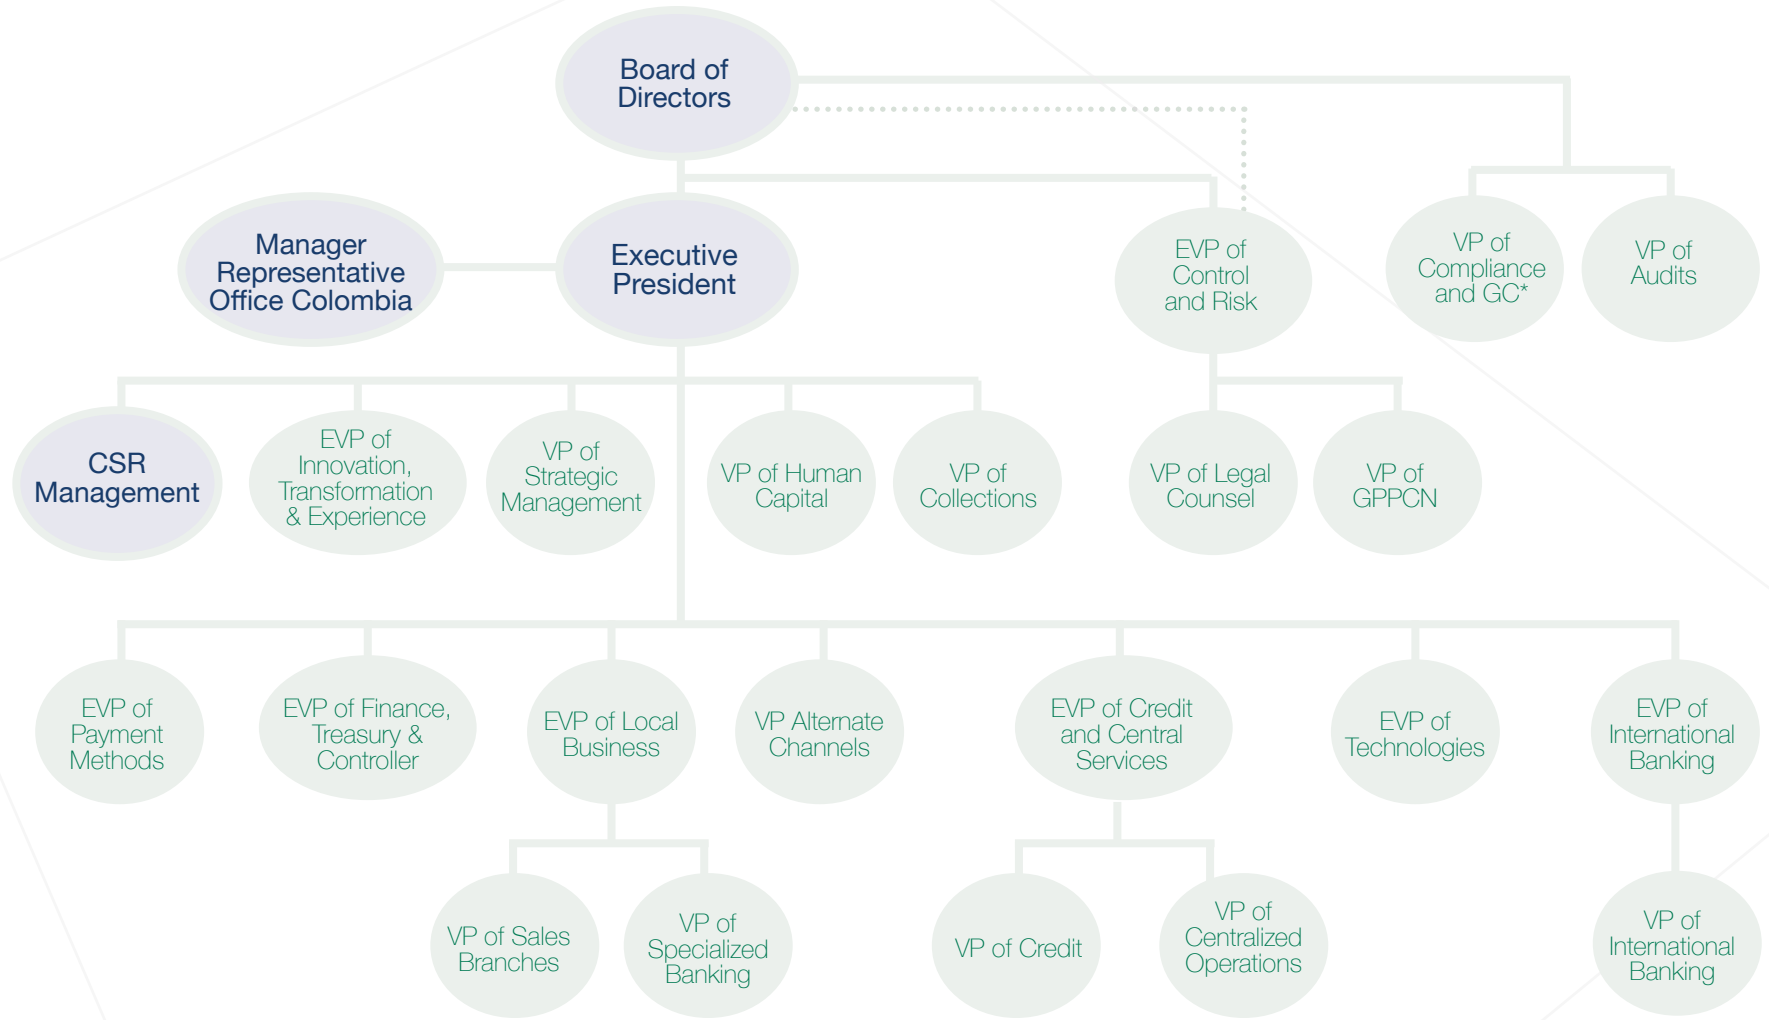 Board of
Directors
Manager
Representative
Office Colombia
Executive
President
EVP of
Control
and Risk
VP of
Compliance
and GC*
VP of
Audits
CSR
Management
EVP of
Innovation,
Transformation
& Experience
VP of
Strategic
Management
VP of Human
Capital
VP of
Collections
VP of Legal
Counsel
VP of
GPPCN
EVP of
Payment
Methods
EVP of Finance,
Treasury &
Controller
EVP of Local
Business
VP Alternate
Channels
EVP of Credit
and Central
Services
EVP of
Technologies
EVP of
International
Banking
VP of Sales
Branches
VP of
Specialized
Banking
VP of Credit
VP of
Centralized
Operations
VP of
International
Banking